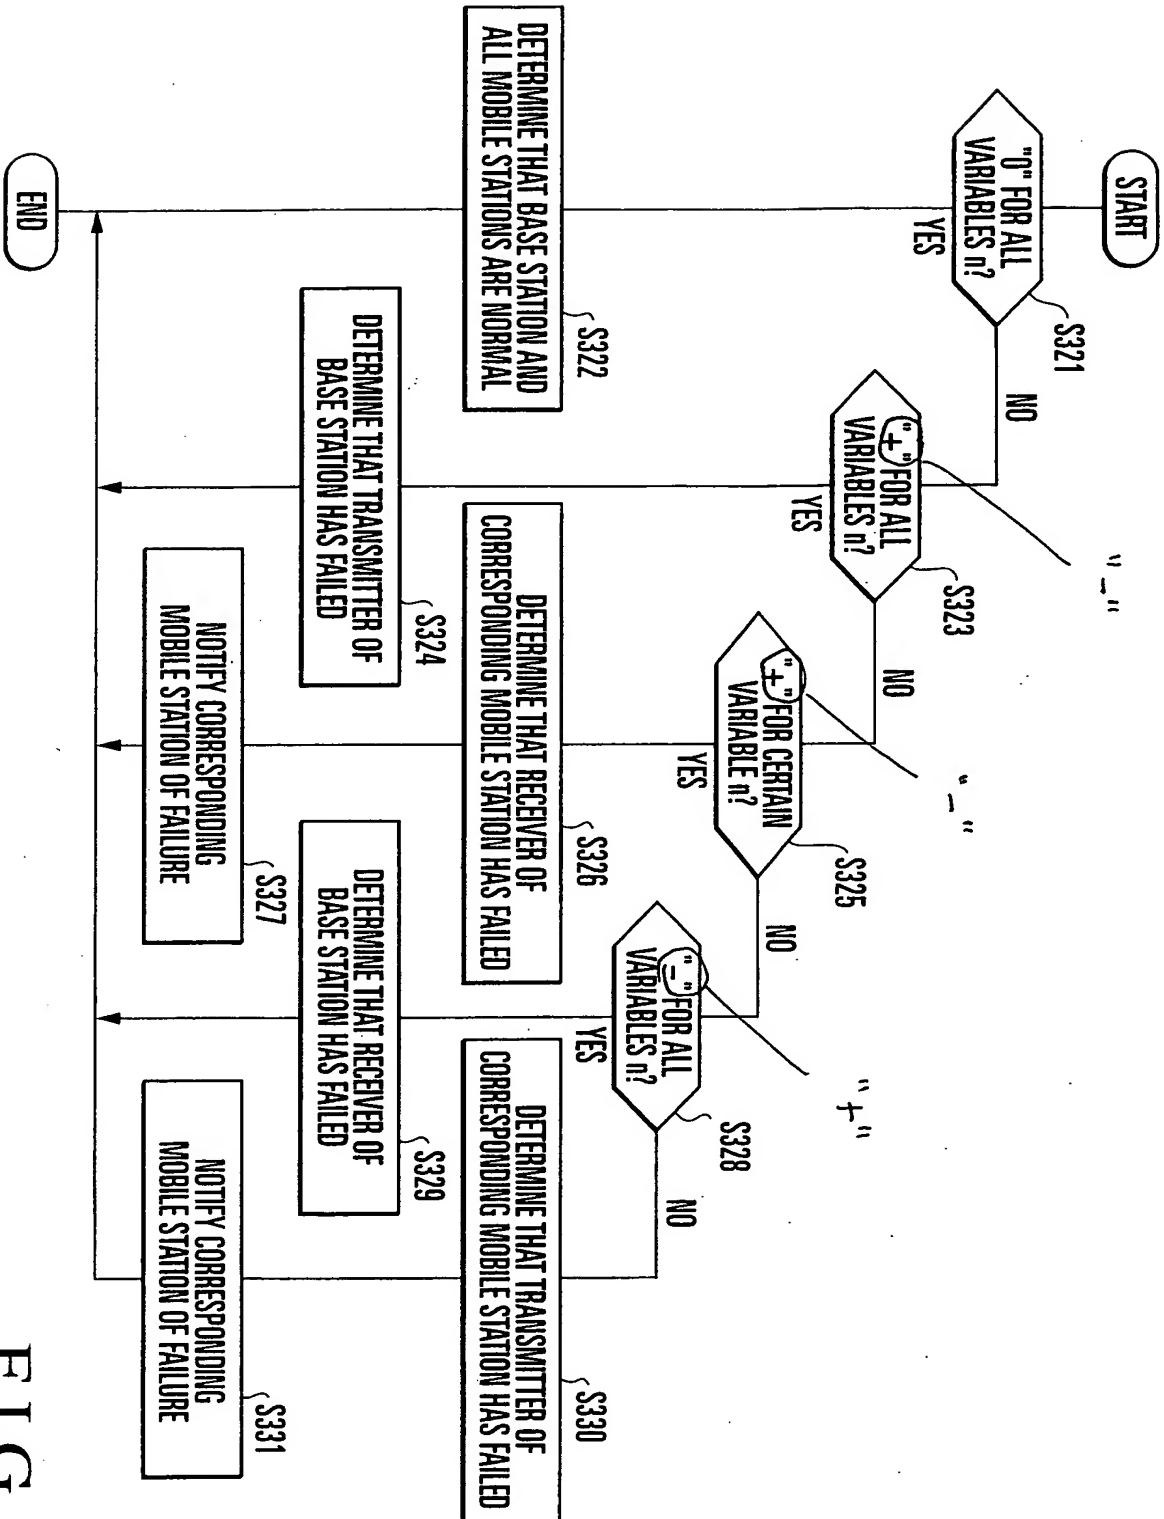 START
"0" FOR ALL
VARIABLES n?
S321
YES
NO
DETERMINE THAT BASE STATION AND
ALL MOBILE STATIONS ARE NORMAL
S322
"+" FOR ALL
VARIABLES n?
S323
"-"
YES
NO
DETERMINE THAT TRANSMITTER OF
BASE STATION HAS FAILED
S324
"+" FOR CERTAIN
VARIABLE n?
S325
"-"
YES
NO
DETERMINE THAT RECEIVER OF
CORRESPONDING MOBILE STATION HAS FAILED
S326
NOTIFY CORRESPONDING
MOBILE STATION OF FAILURE
S327
"-" FOR ALL
VARIABLES n?
S328
"+"
YES
NO
DETERMINE THAT RECEIVER OF
BASE STATION HAS FAILED
S329
DETERMINE THAT TRANSMITTER OF
CORRESPONDING MOBILE STATION HAS FAILED
S330
NOTIFY CORRESPONDING
MOBILE STATION OF FAILURE
S331
END
FIG